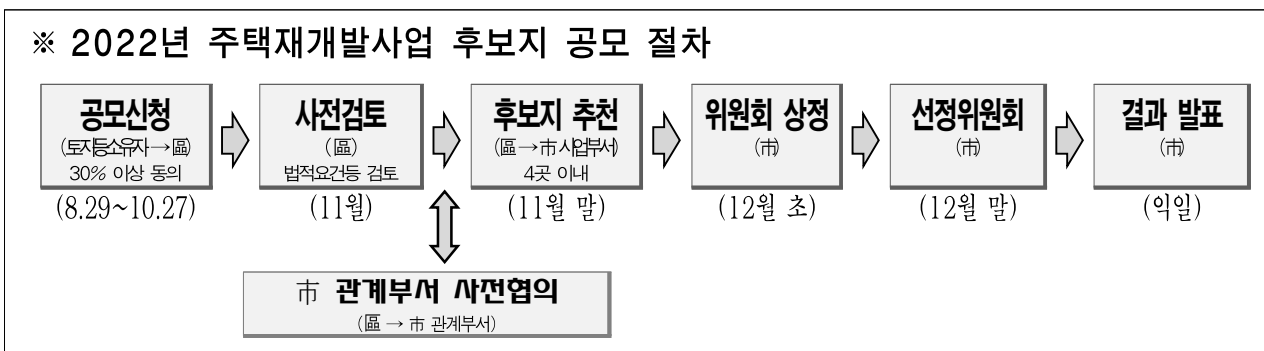 ※ 2022년 주택재개발사업 후보지 공모 절차
공모신청
(토지등소유자→區)
30% 이상 동의
(8.29~10.27)
사전검토
(區)
법적요건등 검토
(11월)
후보지 추천
(區→市 사업부서)
4곳 이내
(11월 말)
위원회 상정
(市)
(12월 초)
선정위원회
(市)
(12월 말)
결과 발표
(市)
(익일)
市 관계부서 사전협의
(區 → 市 관계부서)